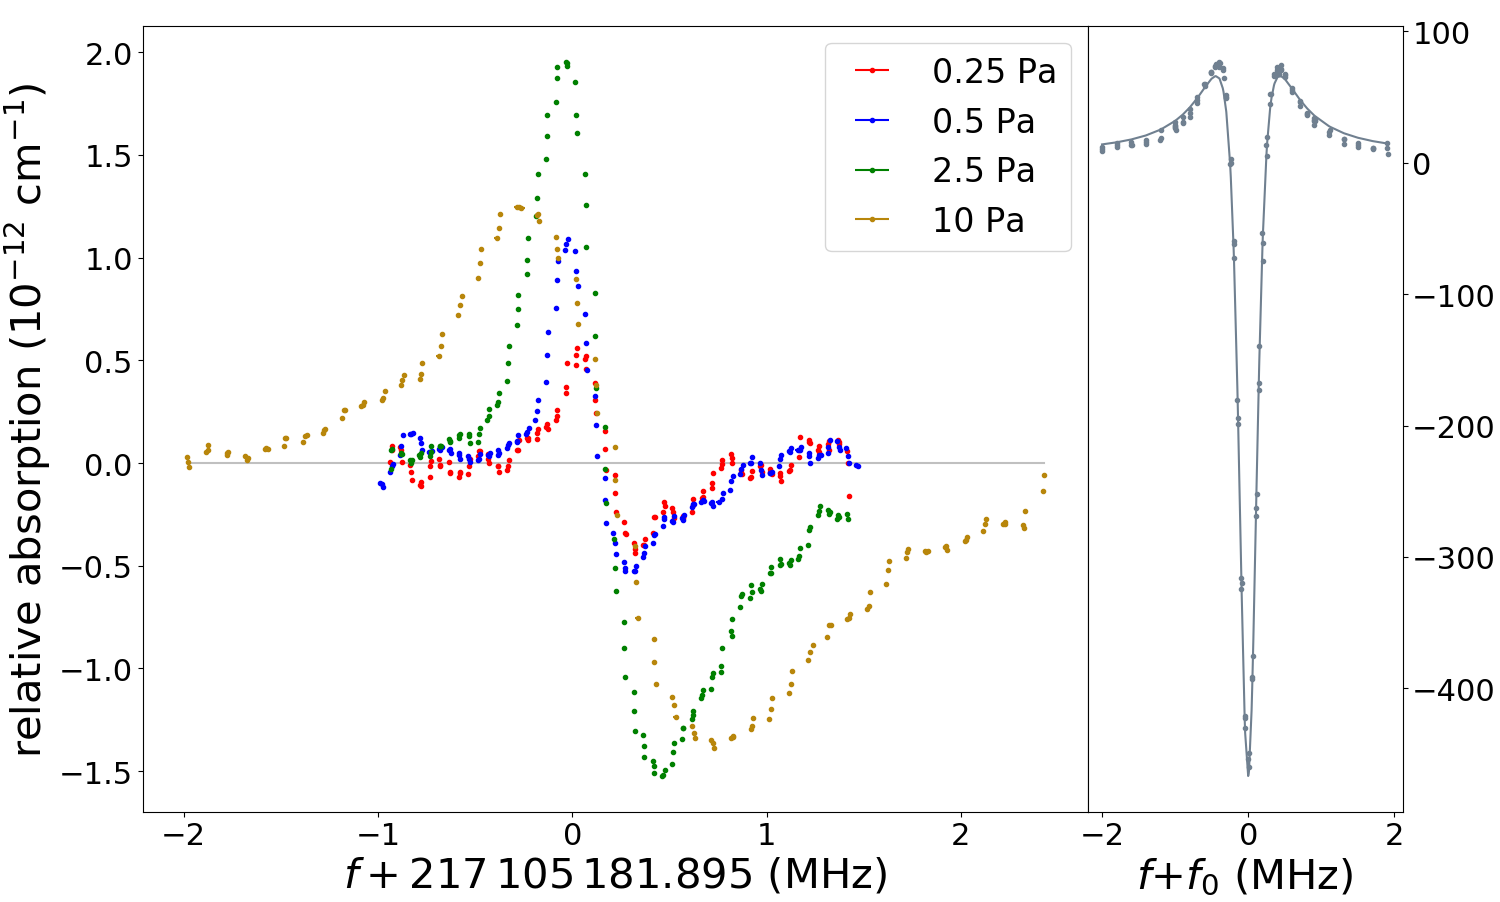 relative absorption (10⁻¹² cm⁻¹)
2.0
1.5
1.0
0.5
0.0
−0.5
−1.0
−1.5
0.25 Pa
0.5 Pa
2.5 Pa
10 Pa
100
0
−100
−200
−300
−400
−2 −1 0 1 2
−2 0 2
f + 217 105 181.895 (MHz)
f+f₀ (MHz)